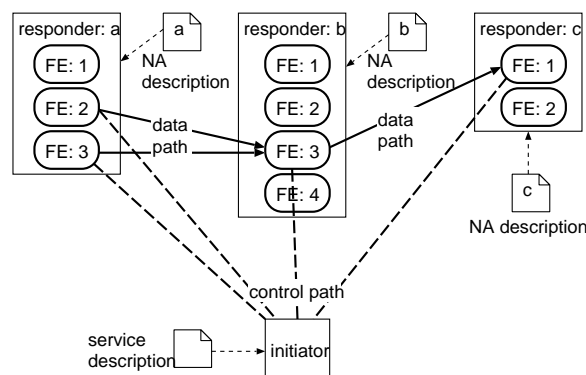 responder: a
a
NA
description
FE: 1
FE: 2
FE: 3
data
path
responder: b
b
NA
description
FE: 1
FE: 2
FE: 3
FE: 4
data
path
responder: c
FE: 1
FE: 2
c
NA description
control path
service
description
initiator